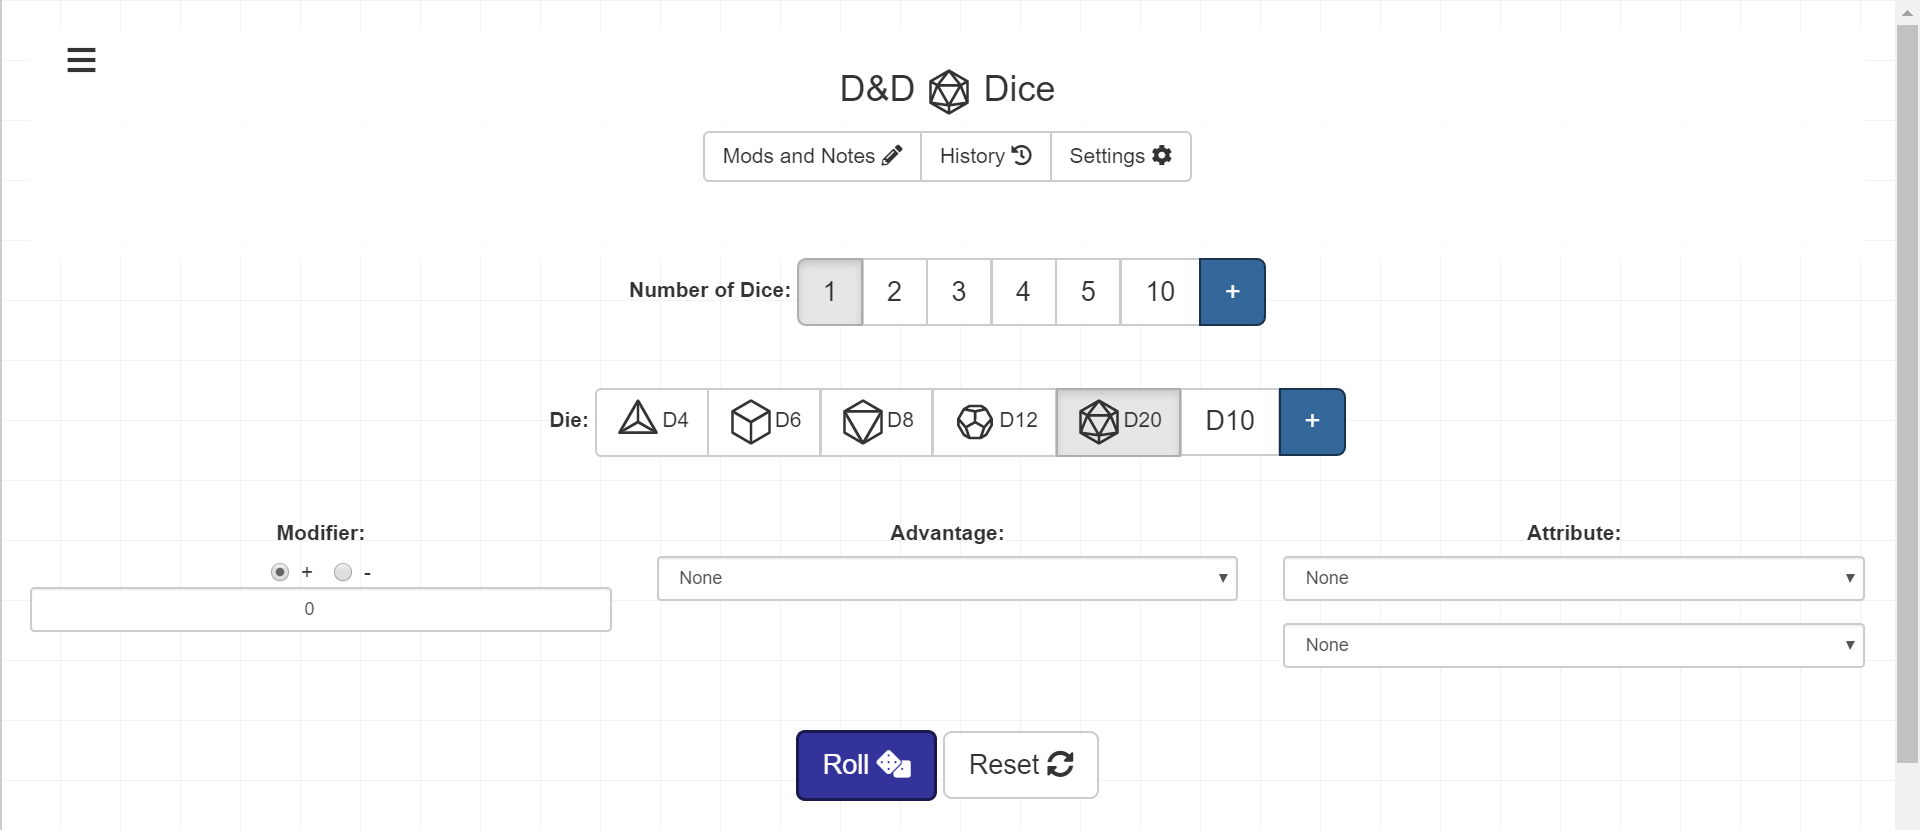 D&D Dice
Mods and Notes History Settings
Number of Dice: 1 2 3 4 5 10 +
Die: D4 D6 D8 D12 D20 D10 +
Modifier:
+ -
0
Advantage:
None
Attribute:
None
None
Roll Reset